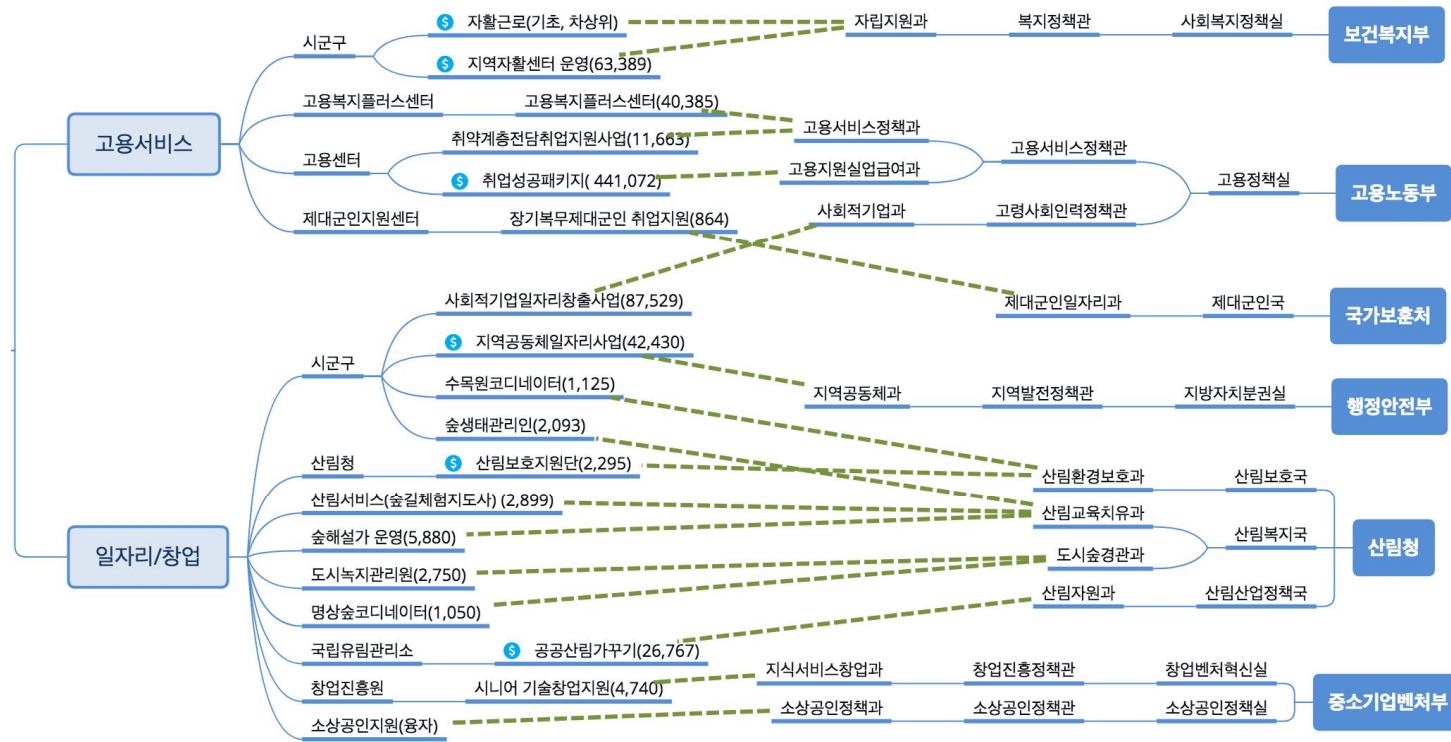 자활근로(기초, 차상위)
자립지원과
복지정책관
사회복지정책실
보건복지부
시군구
지역자활센터 운영(63,389)
고용복지플러스센터
고용복지플러스센터(40,385)
고용서비스정책과
고용서비스
취약계층전담취업지원사업(11,663)
고용서비스정책관
고용센터
고용지원실업급여과
취업성공패키지( 441,072)
고용정책실
고용노동부
제대군인지원센터
장기복무제대군인 취업지원(864)
사회적기업과
고령사회인력정책관
사회적기업일자리창출사업(87,529)
제대군인일자리과
제대군인국
국가보훈처
지역공동체일자리사업(42,430)
시군구
수목원코디네이터(1,125)
지역공동체과
지역발전정책관
지방자치분권실
행정안전부
숲생태관리인(2,093)
산림청
산림보호지원단(2,295)
산림환경보호과
산림보호국
산림서비스(숲길체험지도사) (2,899)
산림교육치유과
숲해설가 운영(5,880)
산림복지국
산림청
일자리/창업
도시숲경관과
도시녹지관리원(2,750)
명상숲코디네이터(1,050)
산림자원과
산림산업정책국
국립유림관리소
공공산림가꾸기(26,767)
지식서비스창업과
창업진흥정책관
창업벤처혁신실
창업진흥원
시니어 기술창업지원(4,740)
중소기업벤처부
소상공인정책과
소상공인정책관
소상공인정책실
소상공인지원(융자)